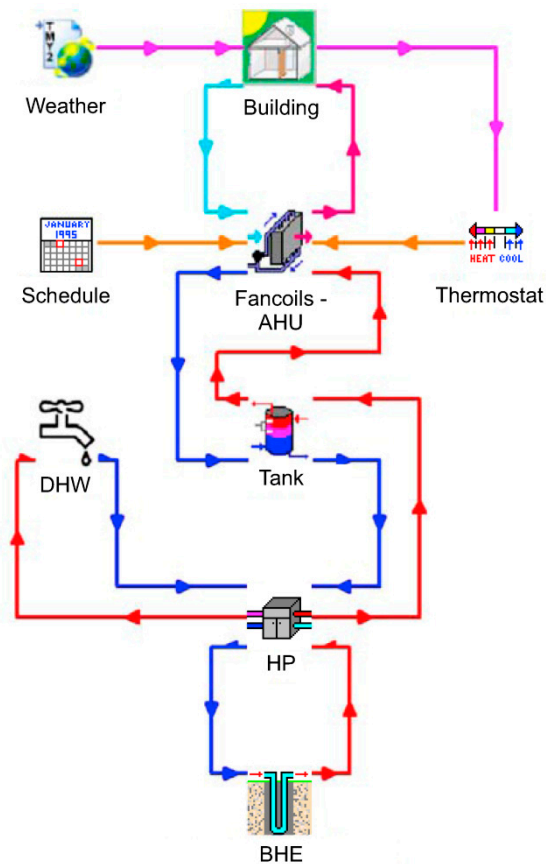 TMY2
Weather
Building
JANUARY
1995
Schedule
Fancoils -
AHU
HEAT COOL
Thermostat
DHW
Tank
HP
BHE